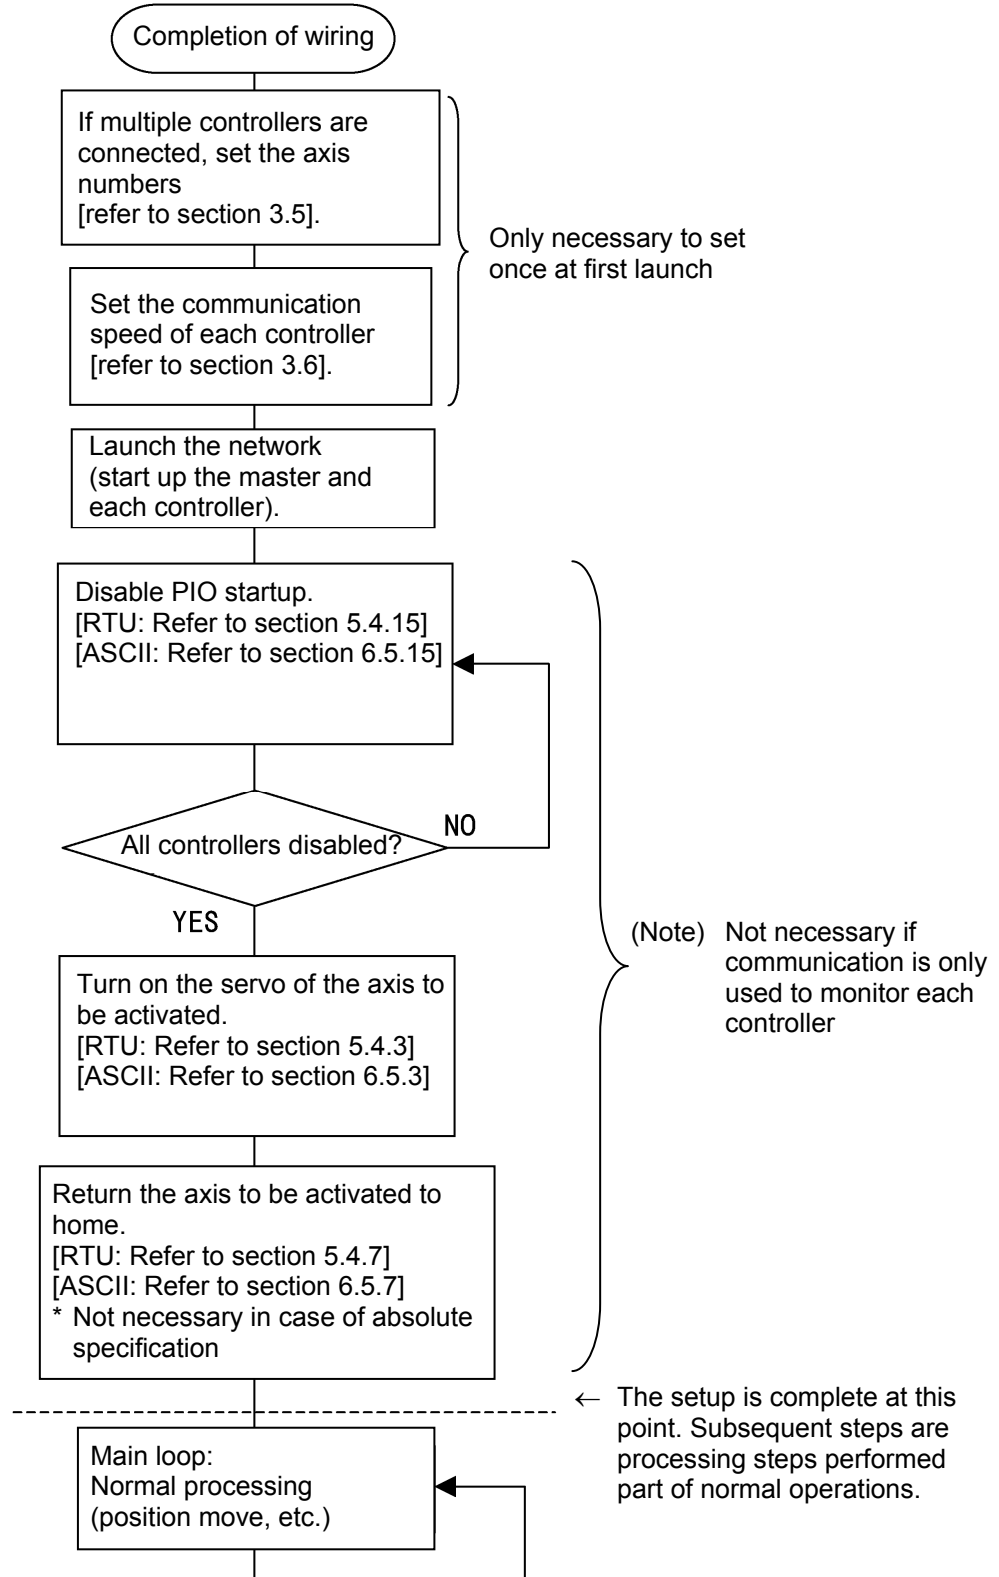 Completion of wiring
If multiple controllers are
connected, set the axis
numbers
[refer to section 3.5].
Only necessary to set
once at first launch
Set the communication
speed of each controller
[refer to section 3.6].
Launch the network
(start up the master and
each controller).
Disable PIO startup.
[RTU: Refer to section 5.4.15]
[ASCII: Refer to section 6.5.15]
All controllers disabled?
NO
YES
(Note) Not necessary if
communication is only
used to monitor each
controller
Turn on the servo of the axis to
be activated.
[RTU: Refer to section 5.4.3]
[ASCII: Refer to section 6.5.3]
Return the axis to be activated to
home.
[RTU: Refer to section 5.4.7]
[ASCII: Refer to section 6.5.7]
* Not necessary in case of absolute
specification
← The setup is complete at this
point. Subsequent steps are
processing steps performed
part of normal operations.
Main loop:
Normal processing
(position move, etc.)